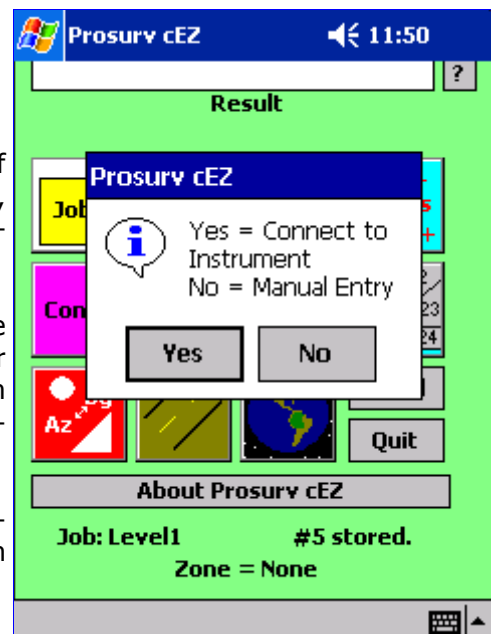 Prosurv cEZ 11:50
?
Result
Prosurv cEZ
Yes = Connect to
Instrument
No = Manual Entry
Yes No
Az
Quit
About Prosurv cEZ
Job: Level1 #5 stored.
Zone = None